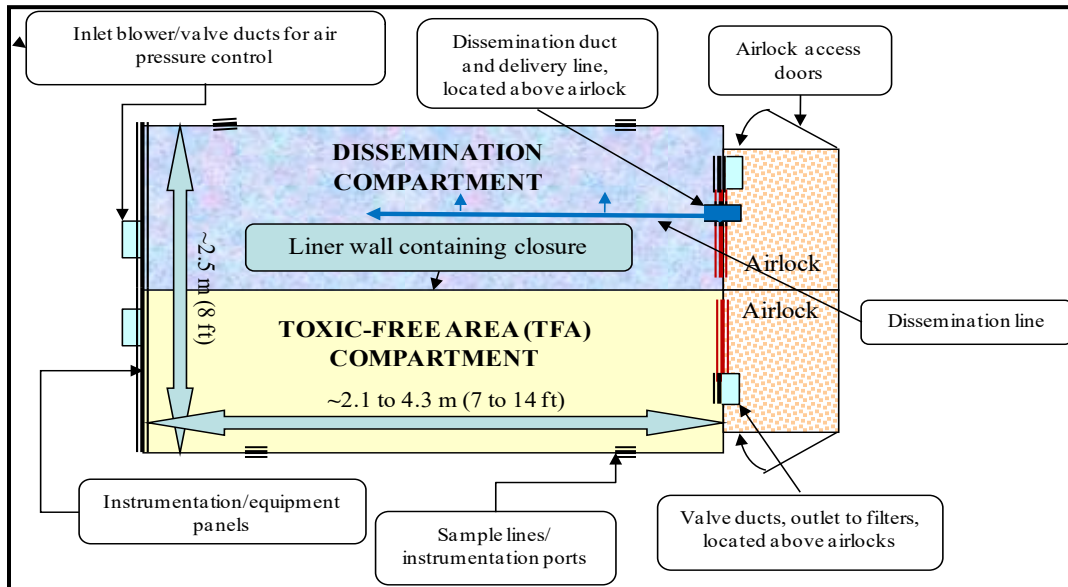 Inlet blower/valve ducts for air
pressure control
Dissemination duct
and delivery line,
located above airlock
Airlock access
doors
DISSEMINATION
COMPARTMENT
~2.5 m (8 ft)
Liner wall containing closure
Airlock
Airlock
TOXIC-FREE AREA (TFA)
COMPARTMENT
Dissemination line
~2.1 to 4.3 m (7 to 14 ft)
Instrumentation/equipment
panels
Sample lines/
instrumentation ports
Valve ducts, outlet to filters,
located above airlocks